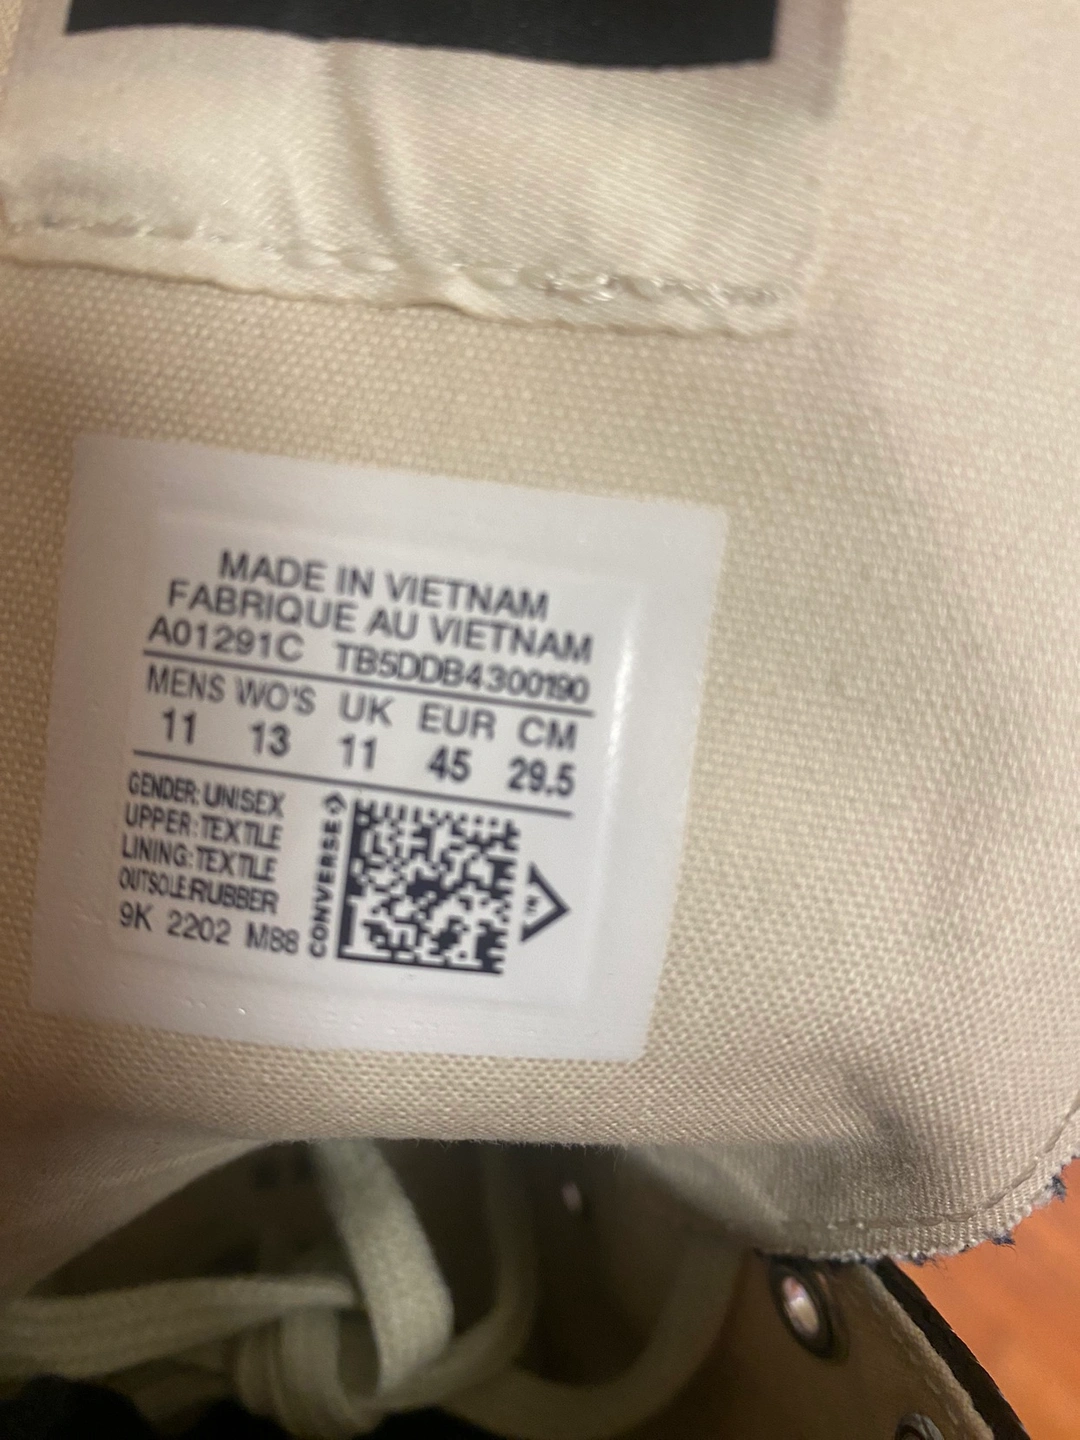 MADE IN VIETNAM
FABRIQUE AU VIETNAM
A01291C TB5DDB4300190
MENS WO'S UK EUR CM
11 13 11 45 29.5
GENDER: UNISEX
UPPER: TEXTILE
LINING: TEXTILE
OUTSOLE:RUBBER
9K 2202 M88
CONVERSE